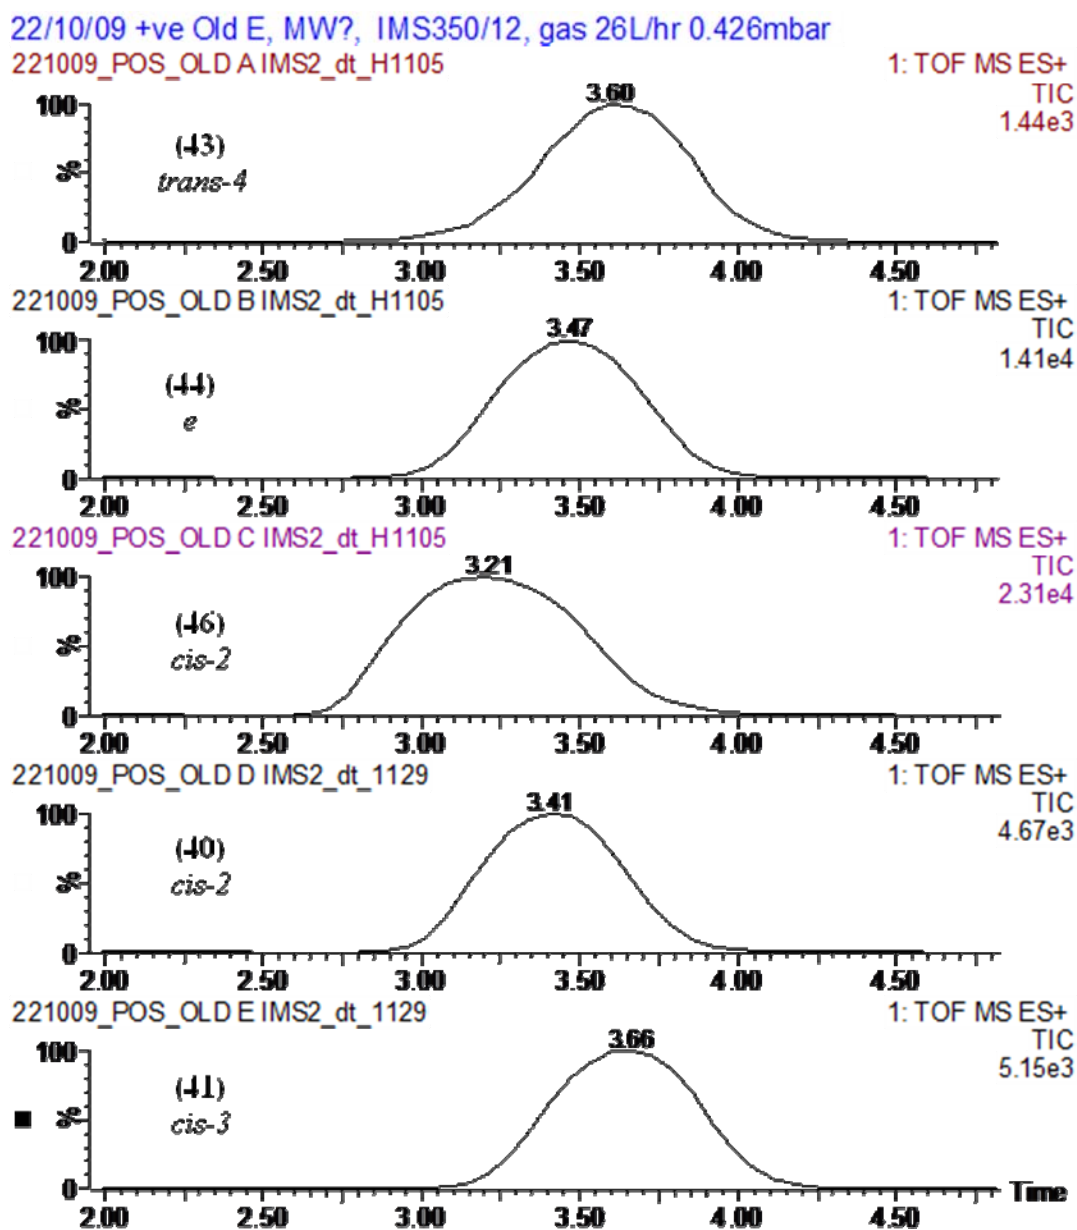 22/10/09 +ve Old E, MW?, IMS350/12, gas 26L/hr 0.426mbar
221009_POS_OLD A IMS2_dt_H1105
1: TOF MS ES+
TIC
1.44e3
3.60
100
%
0
(43)
trans-4
2.00 2.50 3.00 3.50 4.00 4.50
221009_POS_OLD B IMS2_dt_H1105
1: TOF MS ES+
TIC
1.41e4
3.47
100
%
0
(44)
e
2.00 2.50 3.00 3.50 4.00 4.50
221009_POS_OLD C IMS2_dt_H1105
1: TOF MS ES+
TIC
2.31e4
3.21
100
%
0
(46)
cis-2
2.00 2.50 3.00 3.50 4.00 4.50
221009_POS_OLD D IMS2_dt_1129
1: TOF MS ES+
TIC
4.67e3
3.41
100
%
0
(40)
cis-2
2.00 2.50 3.00 3.50 4.00 4.50
221009_POS_OLD E IMS2_dt_1129
1: TOF MS ES+
TIC
5.15e3
3.66
100
%
0
(41)
cis-3
Time
2.00 2.50 3.00 3.50 4.00 4.50